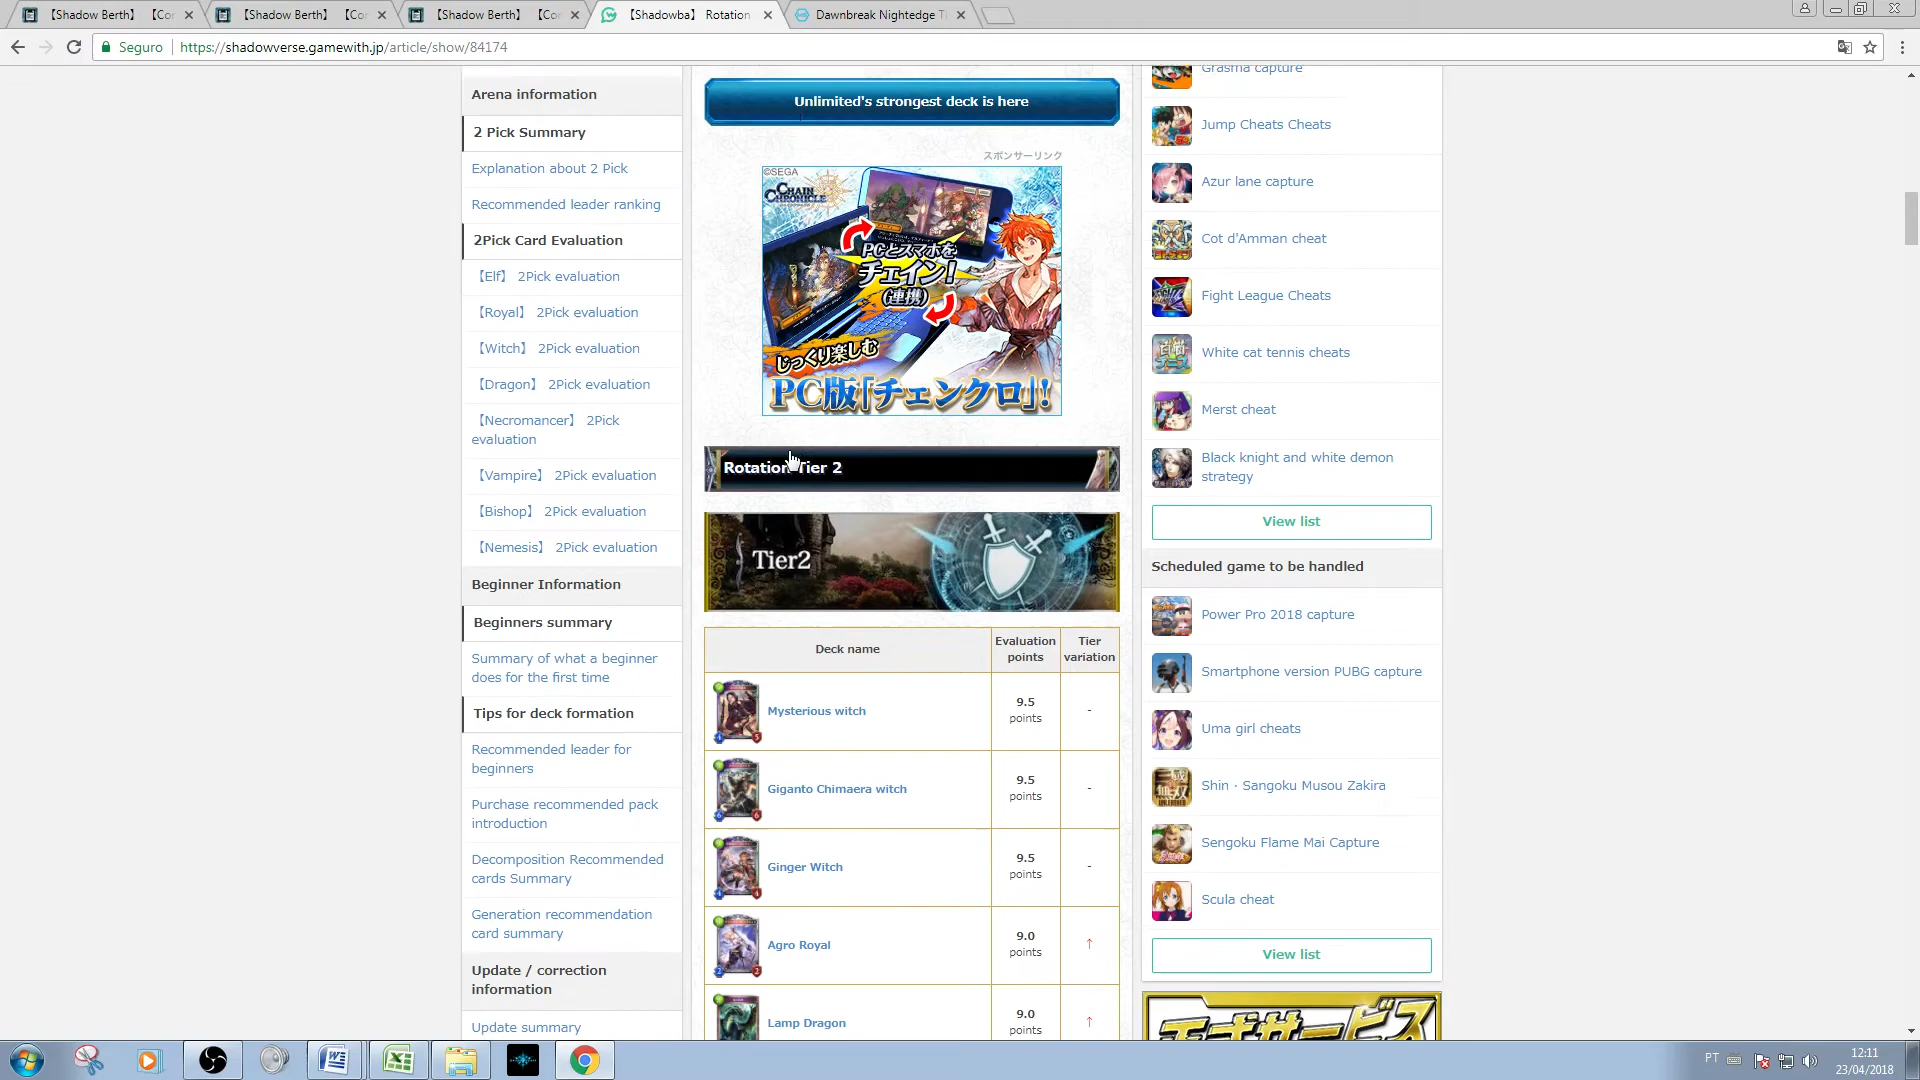 【Shadow Berth】 【Cor
【Shadow Berth】 【Cor
【Shadow Berth】 【Cor
【Shadowba】 Rotation
Dawnbreak Nightedge T
Seguro
https://shadowverse.gamewith.jp/article/show/84174
Arena information
2 Pick Summary
Explanation about 2 Pick
Recommended leader ranking
2Pick Card Evaluation
【Elf】 2Pick evaluation
【Royal】 2Pick evaluation
【Witch】 2Pick evaluation
【Dragon】 2Pick evaluation
【Necromancer】 2Pick
evaluation
【Vampire】 2Pick evaluation
【Bishop】 2Pick evaluation
【Nemesis】 2Pick evaluation
Beginner Information
Beginners summary
Summary of what a beginner
does for the first time
Tips for deck formation
Recommended leader for
beginners
Purchase recommended pack
introduction
Decomposition Recommended
cards Summary
Generation recommendation
card summary
Update / correction
information
Update summary
Unlimited's strongest deck is here
スポンサーリンク
©SEGA
CHAIN
CHRONICLE
PCとスマホを
チェイン!
(連携)
じっくり楽しむ
PC版「チェンクロ」!
Rotation Tier 2
Tier2
Deck name
Evaluation
points
Tier
variation
Mysterious witch
9.5
points
-
Giganto Chimaera witch
9.5
points
-
Ginger Witch
9.5
points
-
Agro Royal
9.0
points
↑
Lamp Dragon
9.0
points
↑
Grasma capture
Jump Cheats Cheats
Azur lane capture
Cot d'Amman cheat
Fight League Cheats
White cat tennis cheats
Merst cheat
Black knight and white demon
strategy
View list
Scheduled game to be handled
Power Pro 2018 capture
Smartphone version PUBG capture
Uma girl cheats
Shin・Sangoku Musou Zakira
Sengoku Flame Mai Capture
Scula cheat
View list
PT
12:11
23/04/2018